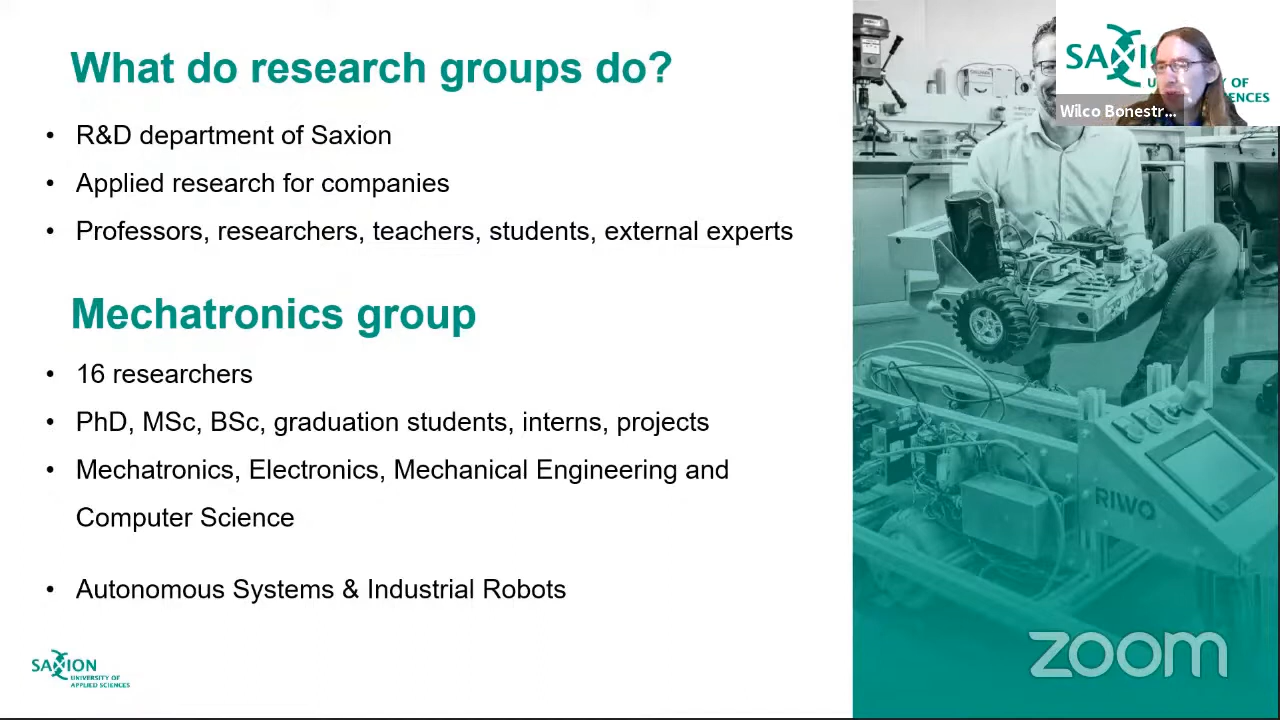 What do research groups do?
• R&D department of Saxion
• Applied research for companies
• Professors, researchers, teachers, students, external experts
Mechatronics group
• 16 researchers
• PhD, MSc, BSc, graduation students, interns, projects
• Mechatronics, Electronics, Mechanical Engineering and
Computer Science
• Autonomous Systems & Industrial Robots
SAXION
UNIVERSITY OF
APPLIED SCIENCES
Wilco Bonestr...
RIWO
zoom